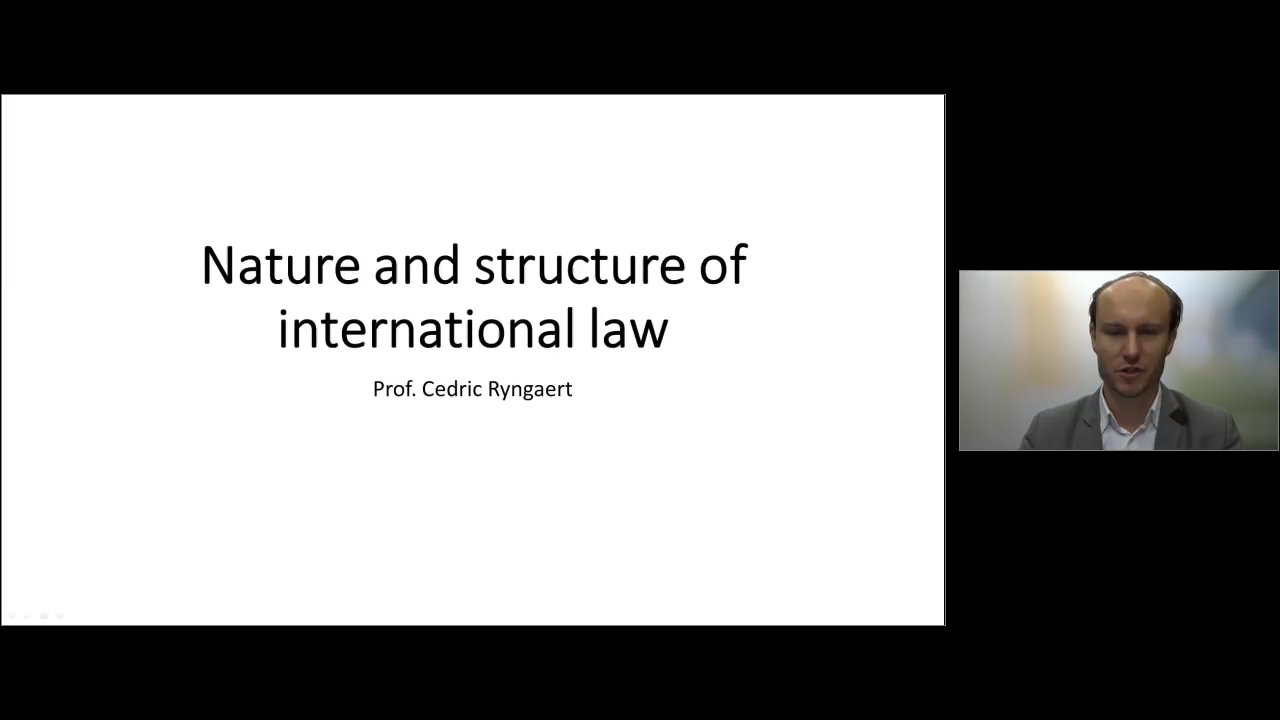 Nature and structure of
international law
Prof. Cedric Ryngaert